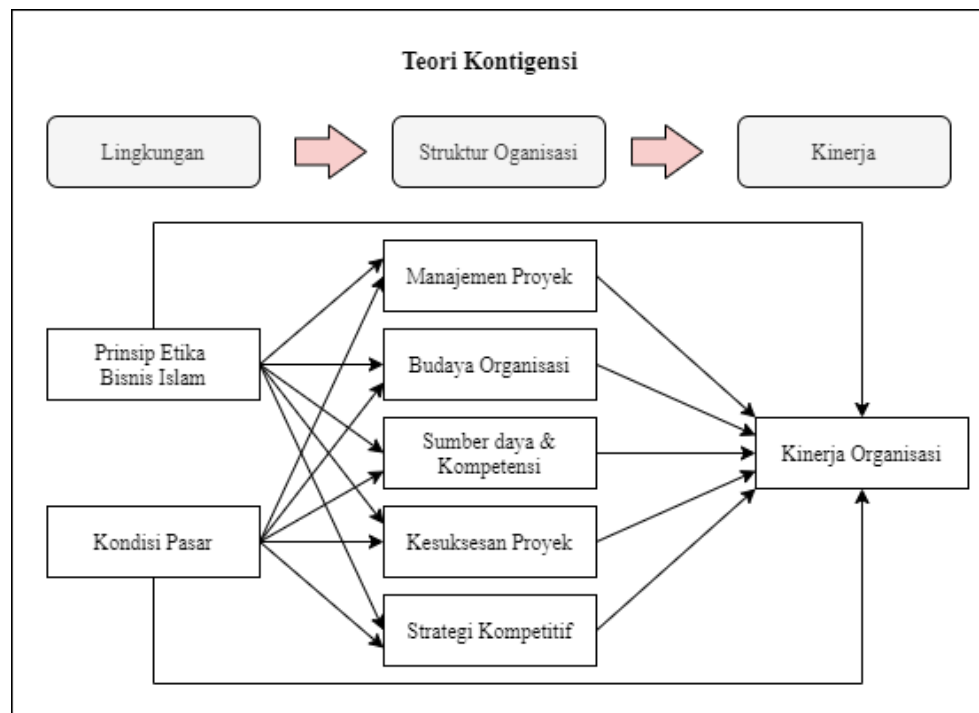 Teori Kontigensi
Lingkungan
Struktur Oganisasi
Kinerja
Manajemen Proyek
Prinsip Etika
Bisnis Islam
Budaya Organisasi
Sumber daya &
Kompetensi
Kinerja Organisasi
Kondisi Pasar
Kesuksesan Proyek
Strategi Kompetitif